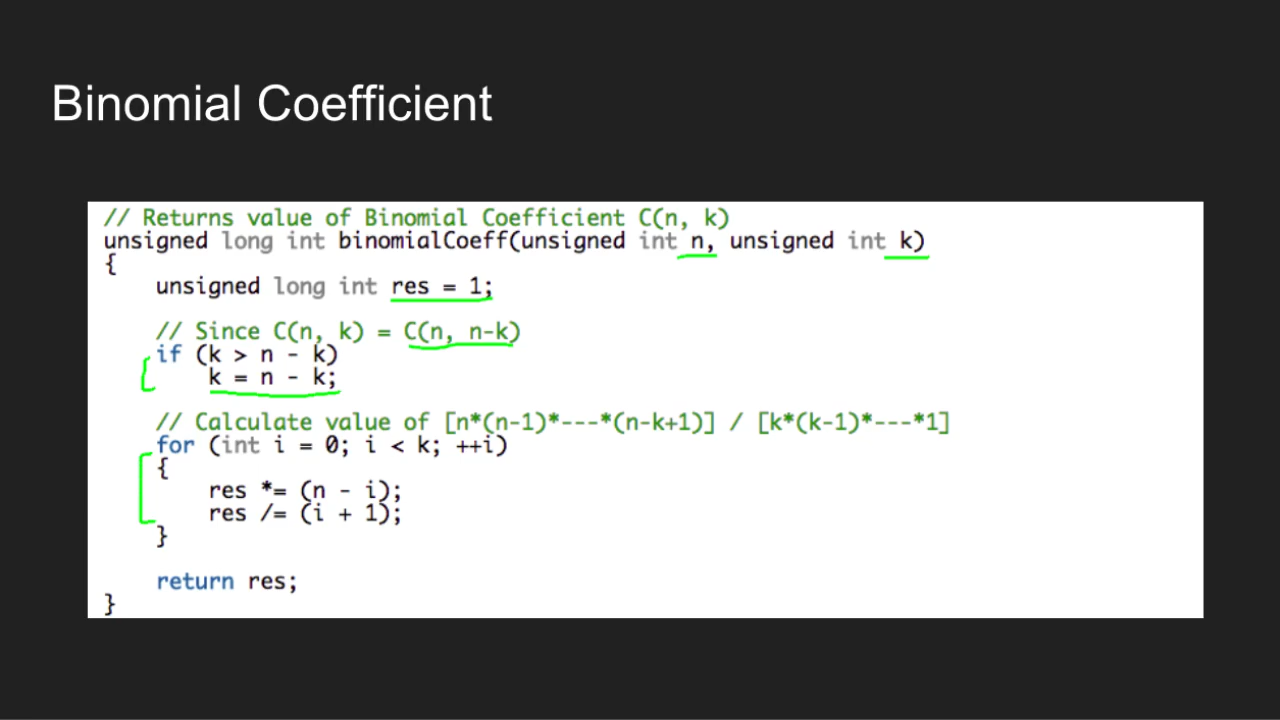 Binomial Coefficient
// Returns value of Binomial Coefficient C(n, k)
unsigned long int binomialCoeff(unsigned int n, unsigned int k)
{
    unsigned long int res = 1;
    // Since C(n, k) = C(n, n-k)
    if (k > n - k)
        k = n - k;
    // Calculate value of [n*(n-1)*---*(n-k+1)] / [k*(k-1)*---*1]
    for (int i = 0; i < k; ++i)
    {
        res *= (n - i);
        res /= (i + 1);
    }
    return res;
}